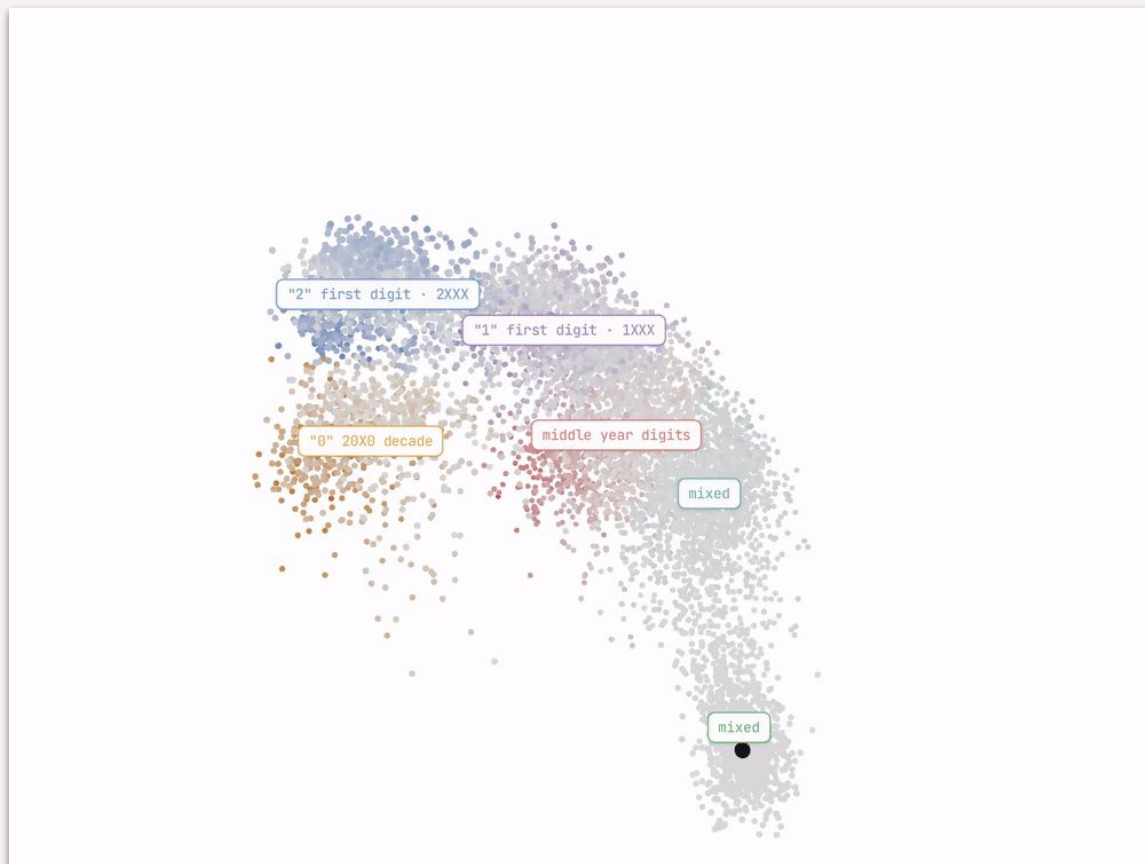 "2" first digit · 2XXX
"1" first digit · 1XXX
middle year digits
"0" 20X0 decade
mixed
mixed